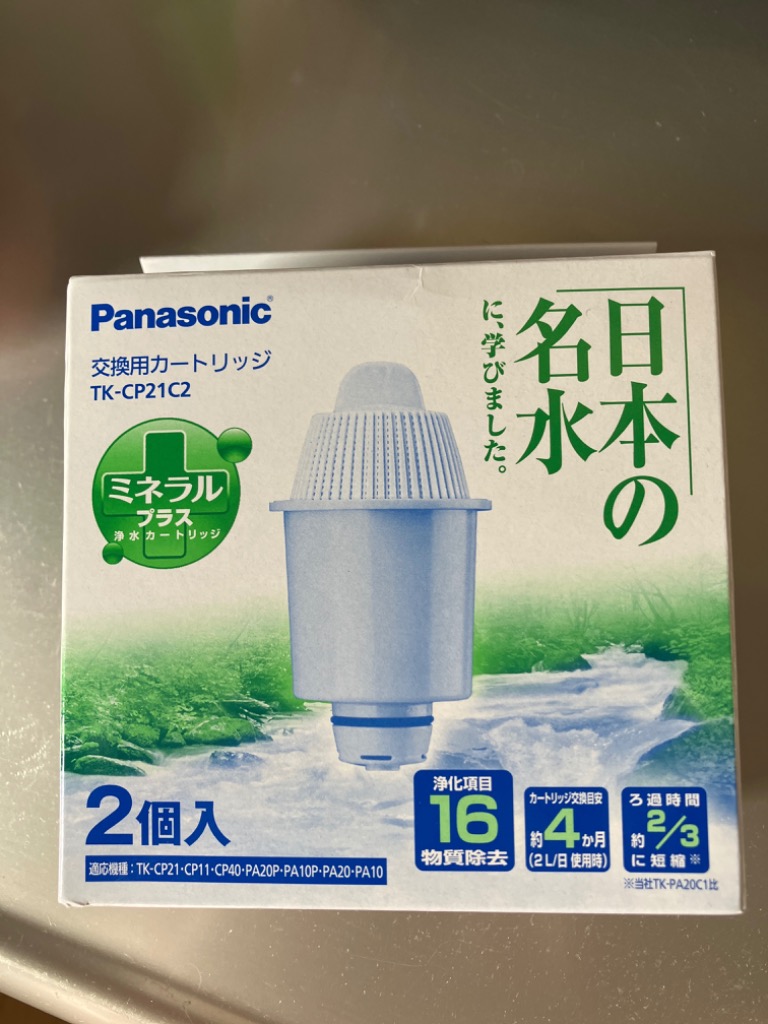 Panasonic®
交換用カートリッジ
TK-CP21C2
ミネラル
プラス
浄水カートリッジ
日本の
名水
に、学びました。
2個入
適応機種：TK-CP21・CP11・CP40・PA20P・PA10P・PA20・PA10
浄化項目
16
物質除去
カートリッジ交換目安
約4か月
(2L/日 使用時)
ろ過時間
約2/3
に短縮※
※当社TK-PA20C1比